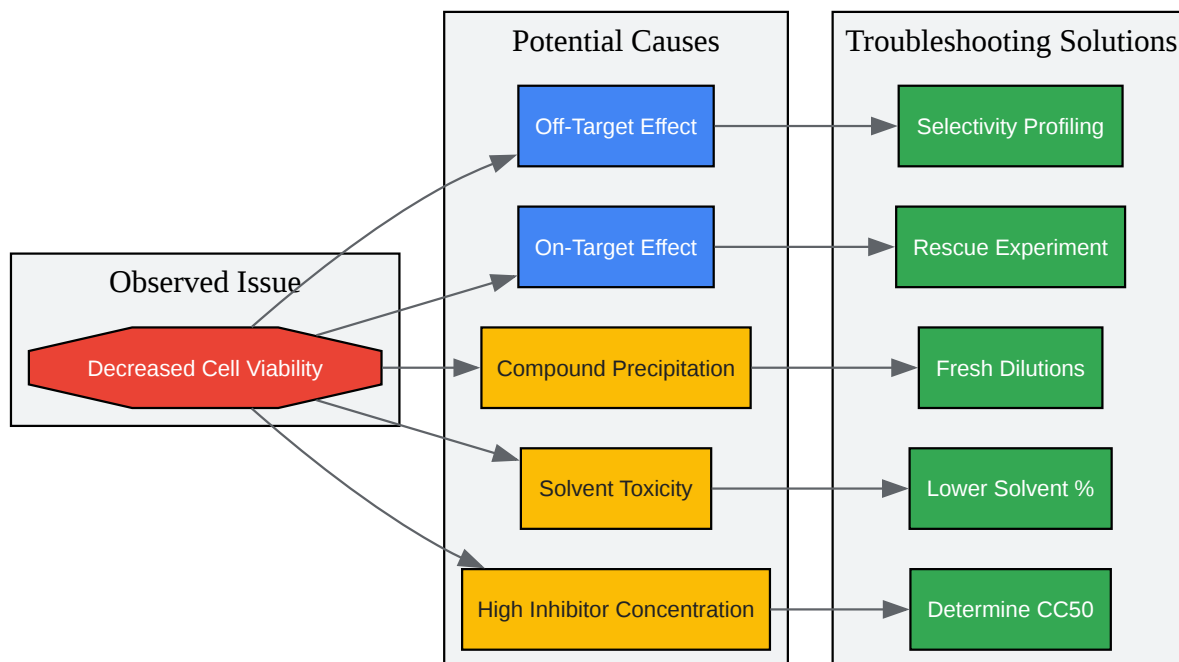 Potential Causes
Troubleshooting Solutions
Off-Target Effect
Selectivity Profiling
On-Target Effect
Rescue Experiment
Observed Issue
Decreased Cell Viability
Compound Precipitation
Fresh Dilutions
Solvent Toxicity
Lower Solvent %
High Inhibitor Concentration
Determine CC50